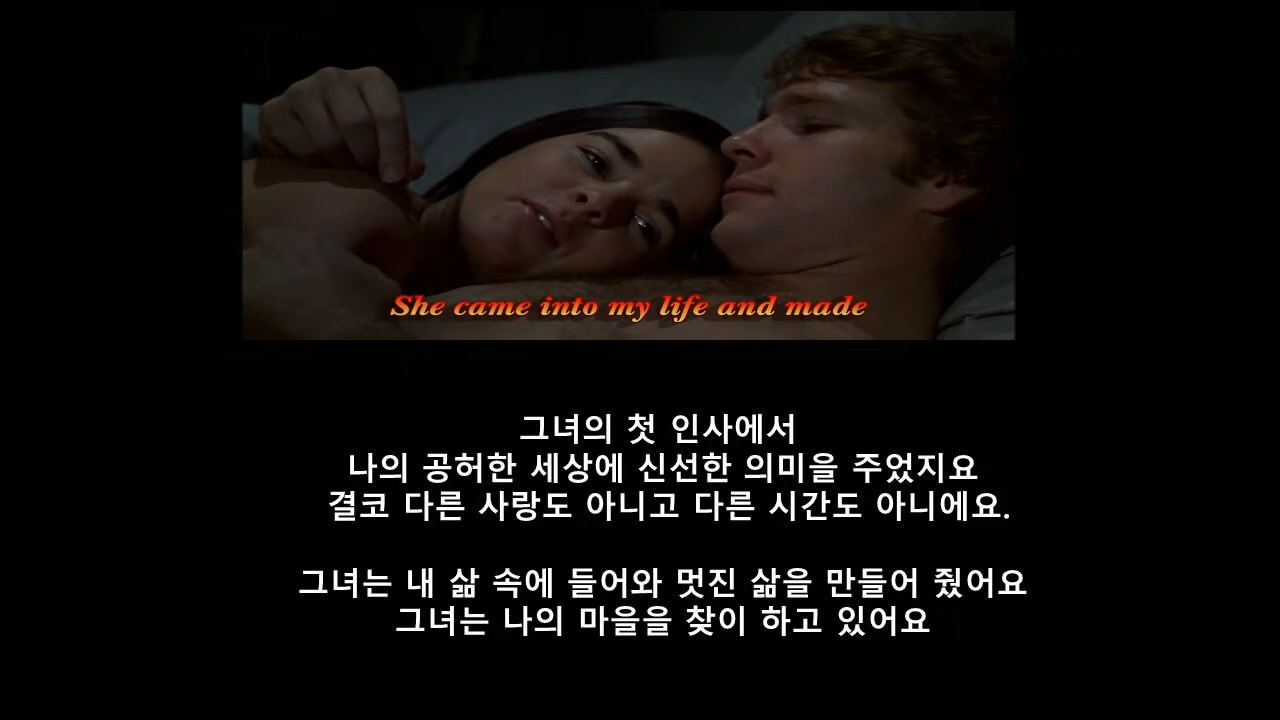 She came into my life and made
그녀의 첫 인사에서
나의 공허한 세상에 신선한 의미을 주었지요
결코 다른 사랑도 아니고 다른 시간도 아니에요.
그녀는 내 삶 속에 들어와 멋진 삶을 만들어 줬어요
그녀는 나의 마을을 찾이 하고 있어요